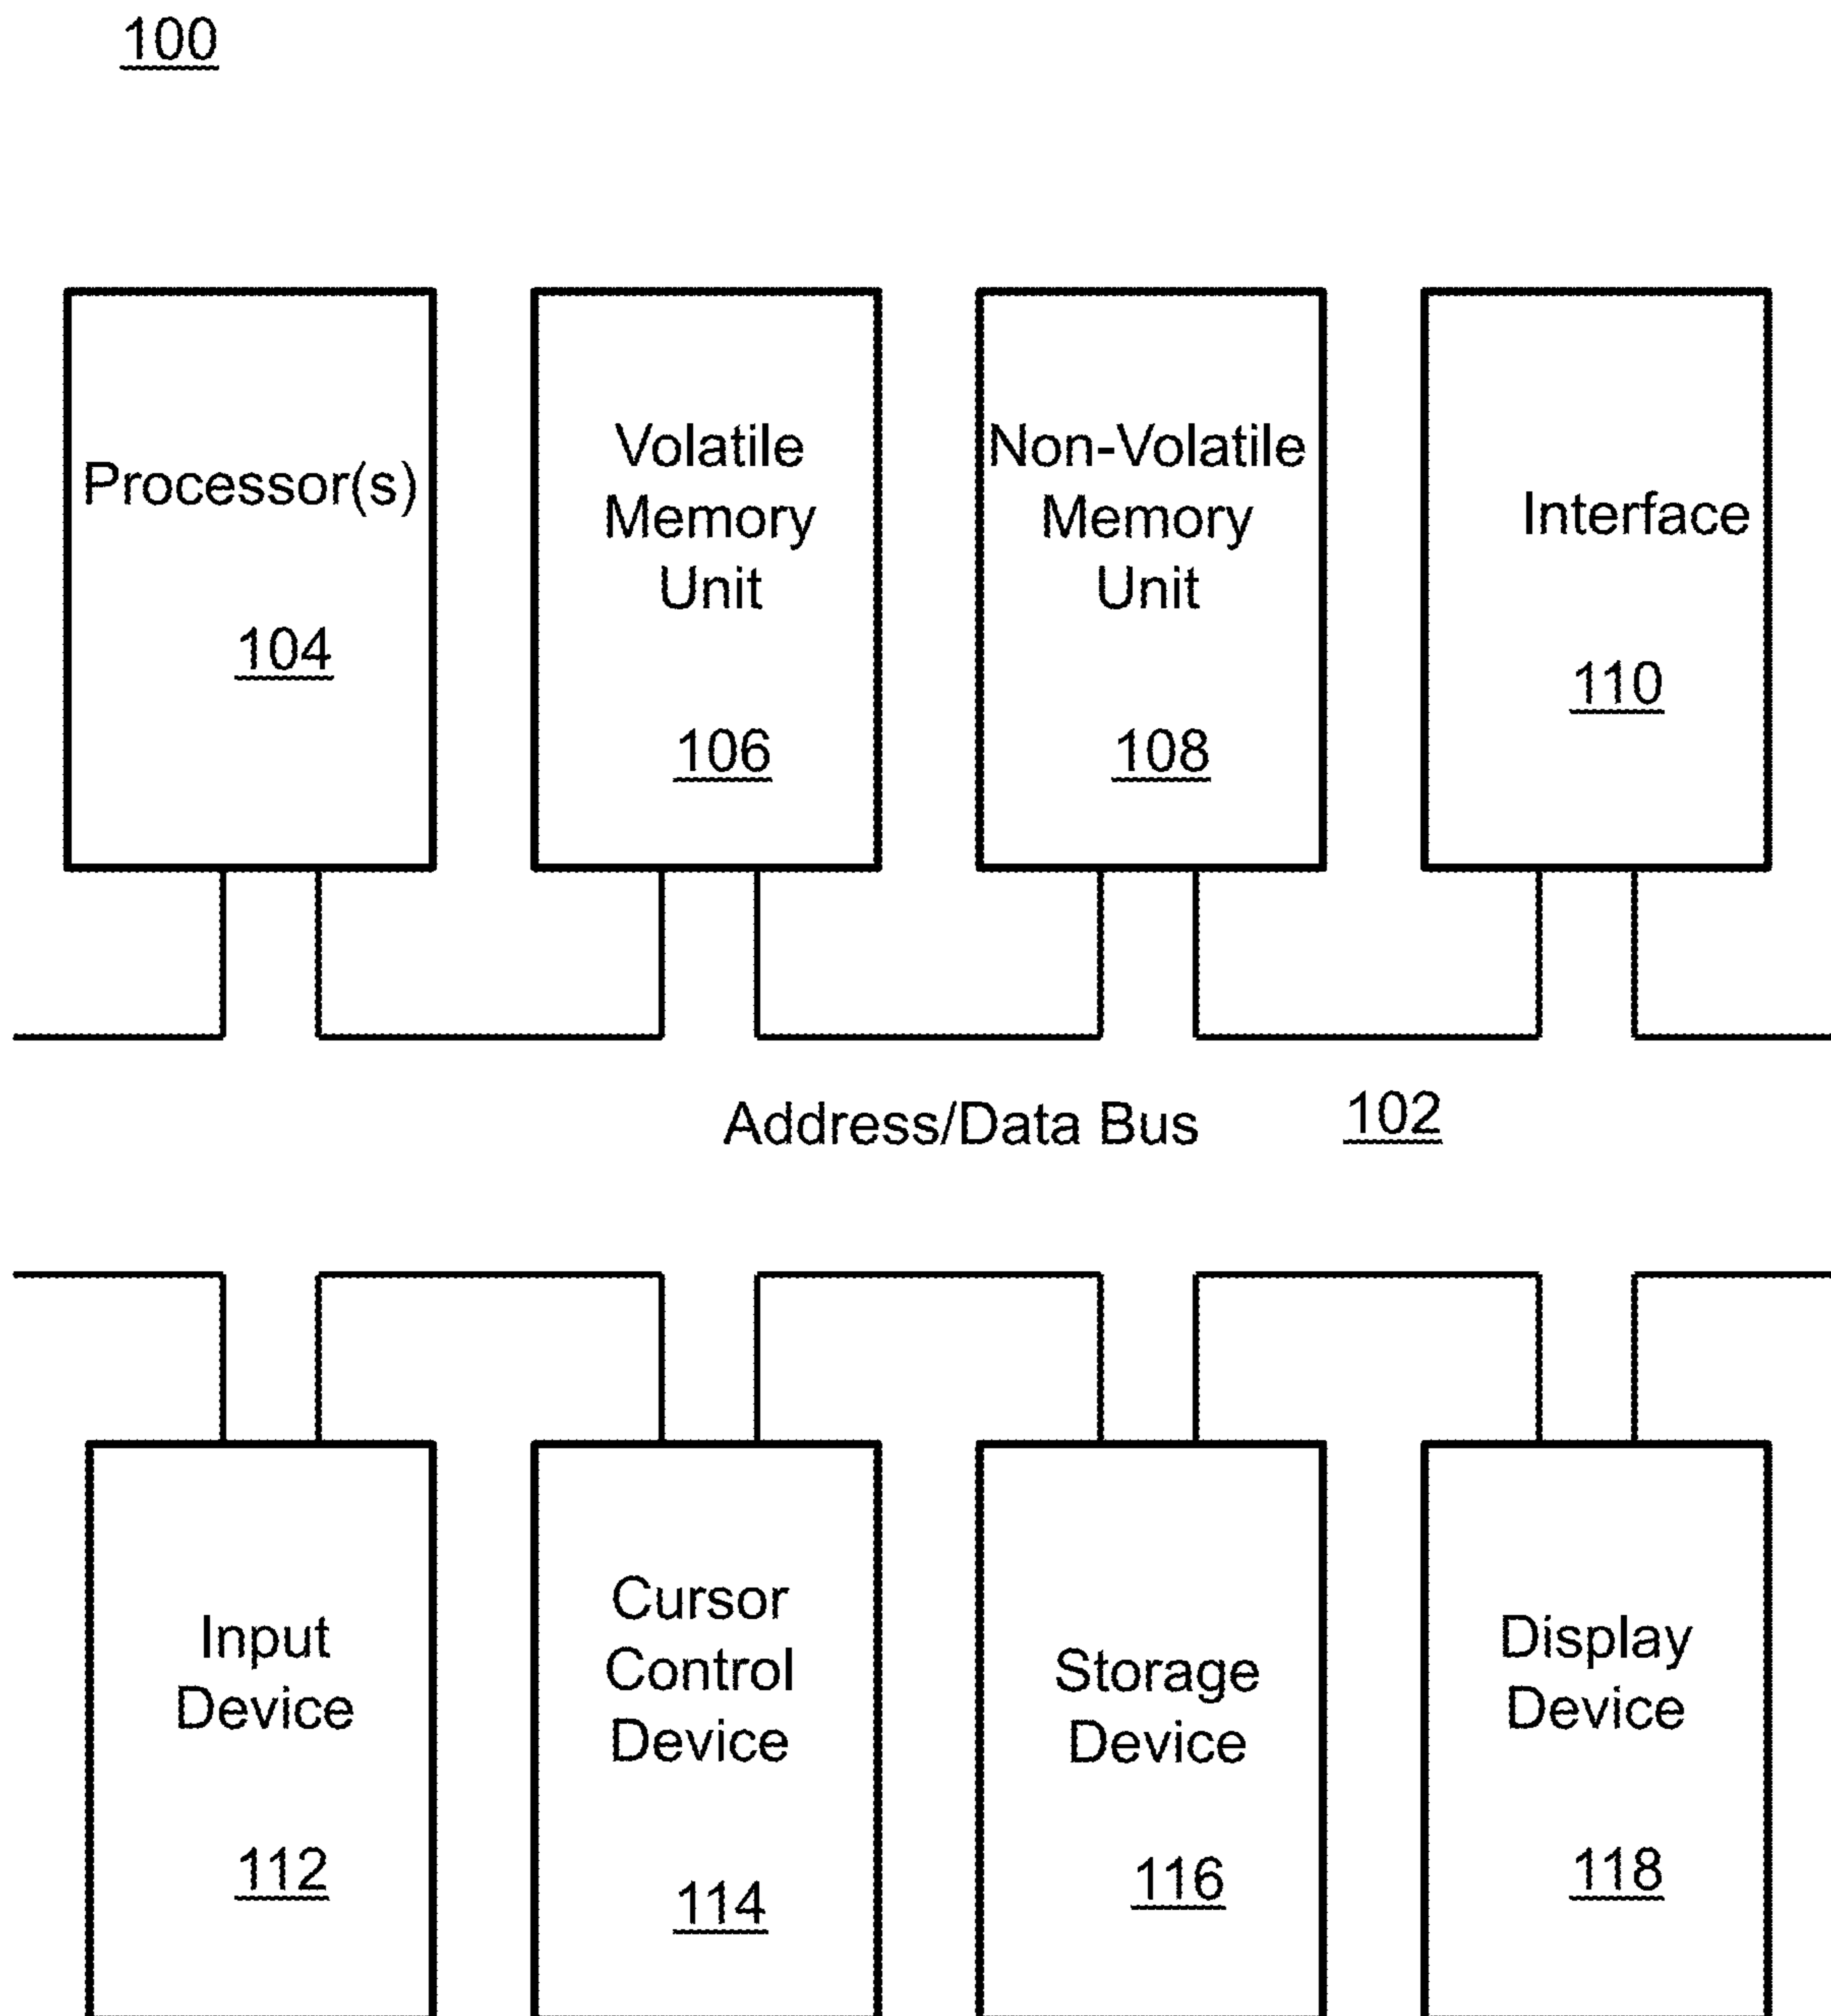 100
Processor(s)
104
Volatile
Memory
Unit
106
Non-Volatile
Memory
Unit
108
Interface
110
Address/Data Bus 102
Input
Device
112
Cursor
Control
Device
114
Storage
Device
116
Display
Device
118